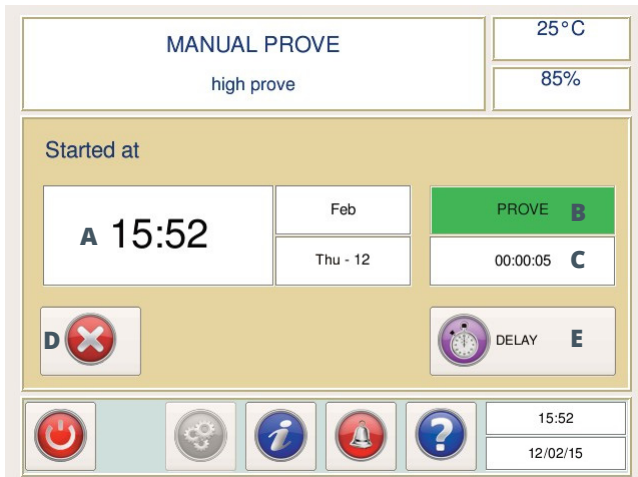 MANUAL PROVE
high prove
25°C
85%
Started at
A 15:52
Feb
Thu - 12
PROVE B
00:00:05 C
D
DELAY E
i
?
15:52
12/02/15